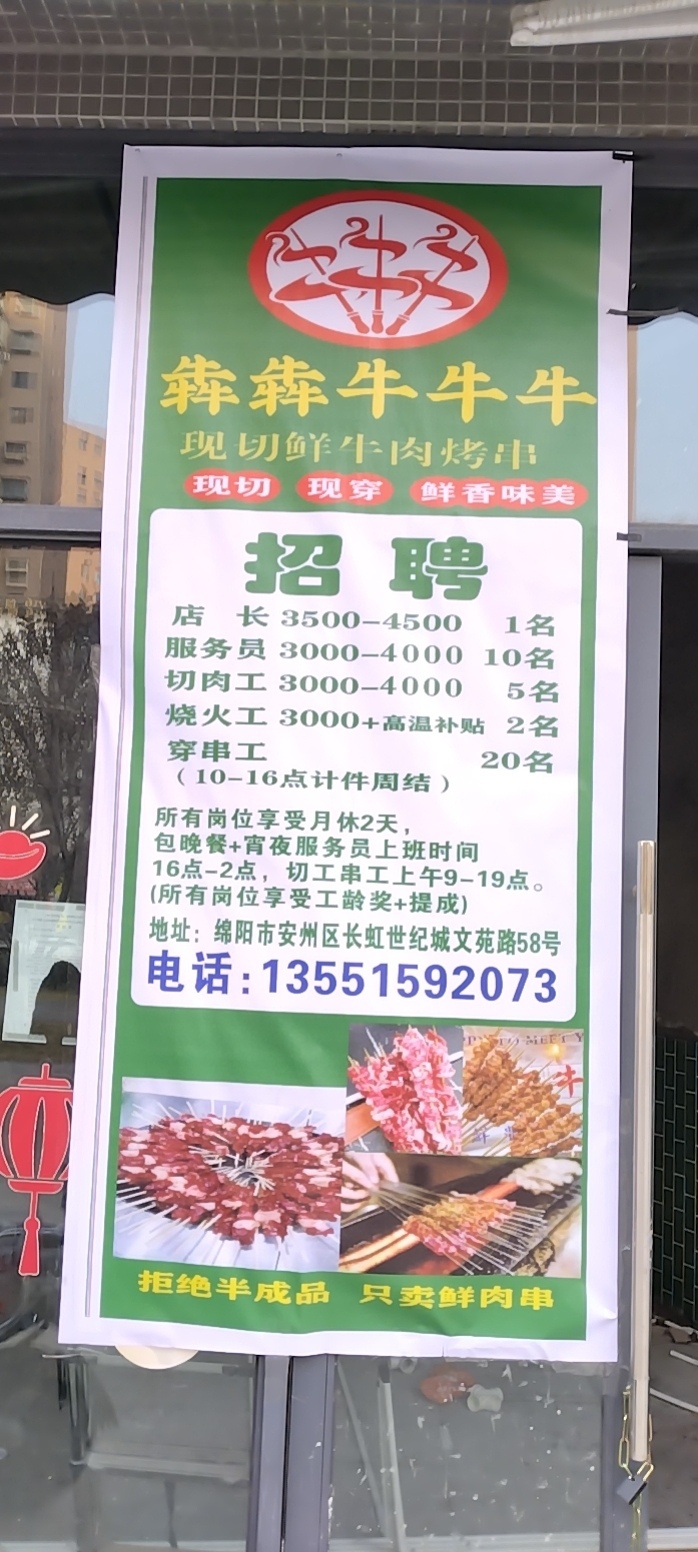 犇犇牛牛牛
现切鲜牛肉烤串
现切 现穿 鲜香味美
招 聘
店 长 3500-4500 1名
服务员 3000-4000 10名
切肉工 3000-4000 5名
烧火工 3000+高温补贴 2名
穿串工 20名
(10-16点计件周结)
所有岗位享受月休2天，
包晚餐+宵夜服务员上班时间
16点-2点，切工串工上午9-19点。
(所有岗位享受工龄奖+提成)
地址：绵阳市安州区长虹世纪城文苑路58号
电话:13551592073
拒绝半成品 只卖鲜肉串